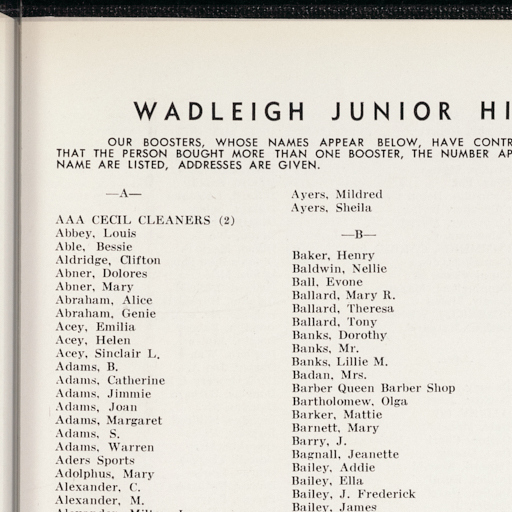 WADLEIGH JUNIOR HI
OUR BOOSTERS, WHOSE NAMES APPEAR BELOW, HAVE CONTR
THAT THE PERSON BOUGHT MORE THAN ONE BOOSTER, THE NUMBER AP
NAME ARE LISTED, ADDRESSES ARE GIVEN.
—A—
AAA CECIL CLEANERS (2)
Abbey, Louis
Able, Bessie
Aldridge, Clifton
Abner, Dolores
Abner, Mary
Abraham, Alice
Abraham, Genie
Acey, Emilia
Acey, Helen
Acey, Sinclair L.
Adams, B.
Adams, Catherine
Adams, Jimmie
Adams, Joan
Adams, Margaret
Adams, S.
Adams, Warren
Aders Sports
Adolphus, Mary
Alexander, C.
Alexander, M.
Ayers, Mildred
Ayers, Sheila
—B—
Baker, Henry
Baldwin, Nellie
Ball, Evone
Ballard, Mary R.
Ballard, Theresa
Ballard, Tony
Banks, Dorothy
Banks, Mr.
Banks, Lillie M.
Badan, Mrs.
Barber Queen Barber Shop
Bartholomew, Olga
Barker, Mattie
Barnett, Mary
Barry, J.
Bagnall, Jeanette
Bailey, Addie
Bailey, Ella
Bailey, J. Frederick
Bailey, James